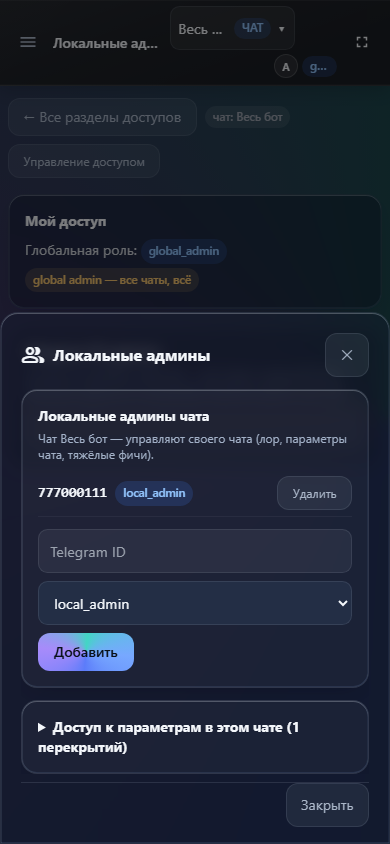 Локальные ад...
Весь ... ЧАТ ▼
A g...
← Все разделы доступов
чат: Весь бот
Управление доступом
Мой доступ
Глобальная роль: global_admin
global admin — все чаты, всё
Локальные админы
Локальные админы чата
Чат Весь бот — управляют своего чата (лор, параметры
чата, тяжёлые фичи).
777000111 local_admin Удалить
Telegram ID
local_admin
Добавить
▶ Доступ к параметрам в этом чате (1
перекрытий)
Закрыть